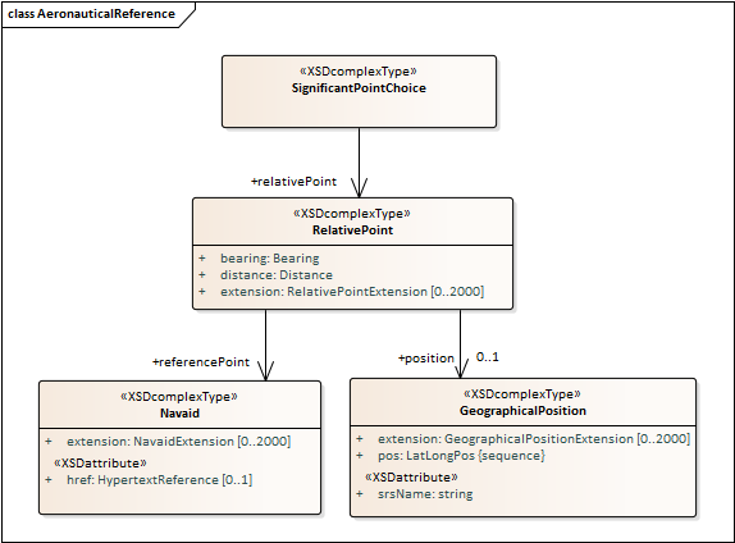 class AeronauticalReference
«XSDcomplexType»
SignificantPointChoice
+relativePoint
«XSDcomplexType»
RelativePoint
+ bearing: Bearing
+ distance: Distance
+ extension: RelativePointExtension [0..2000]
+referencePoint
+position 0..1
«XSDcomplexType»
Navaid
+ extension: NavaidExtension [0..2000]
«XSDattribute»
+ href: HypertextReference [0..1]
«XSDcomplexType»
GeographicalPosition
+ extension: GeographicalPositionExtension [0..2000]
+ pos: LatLongPos {sequence}
«XSDattribute»
+ srsName: string